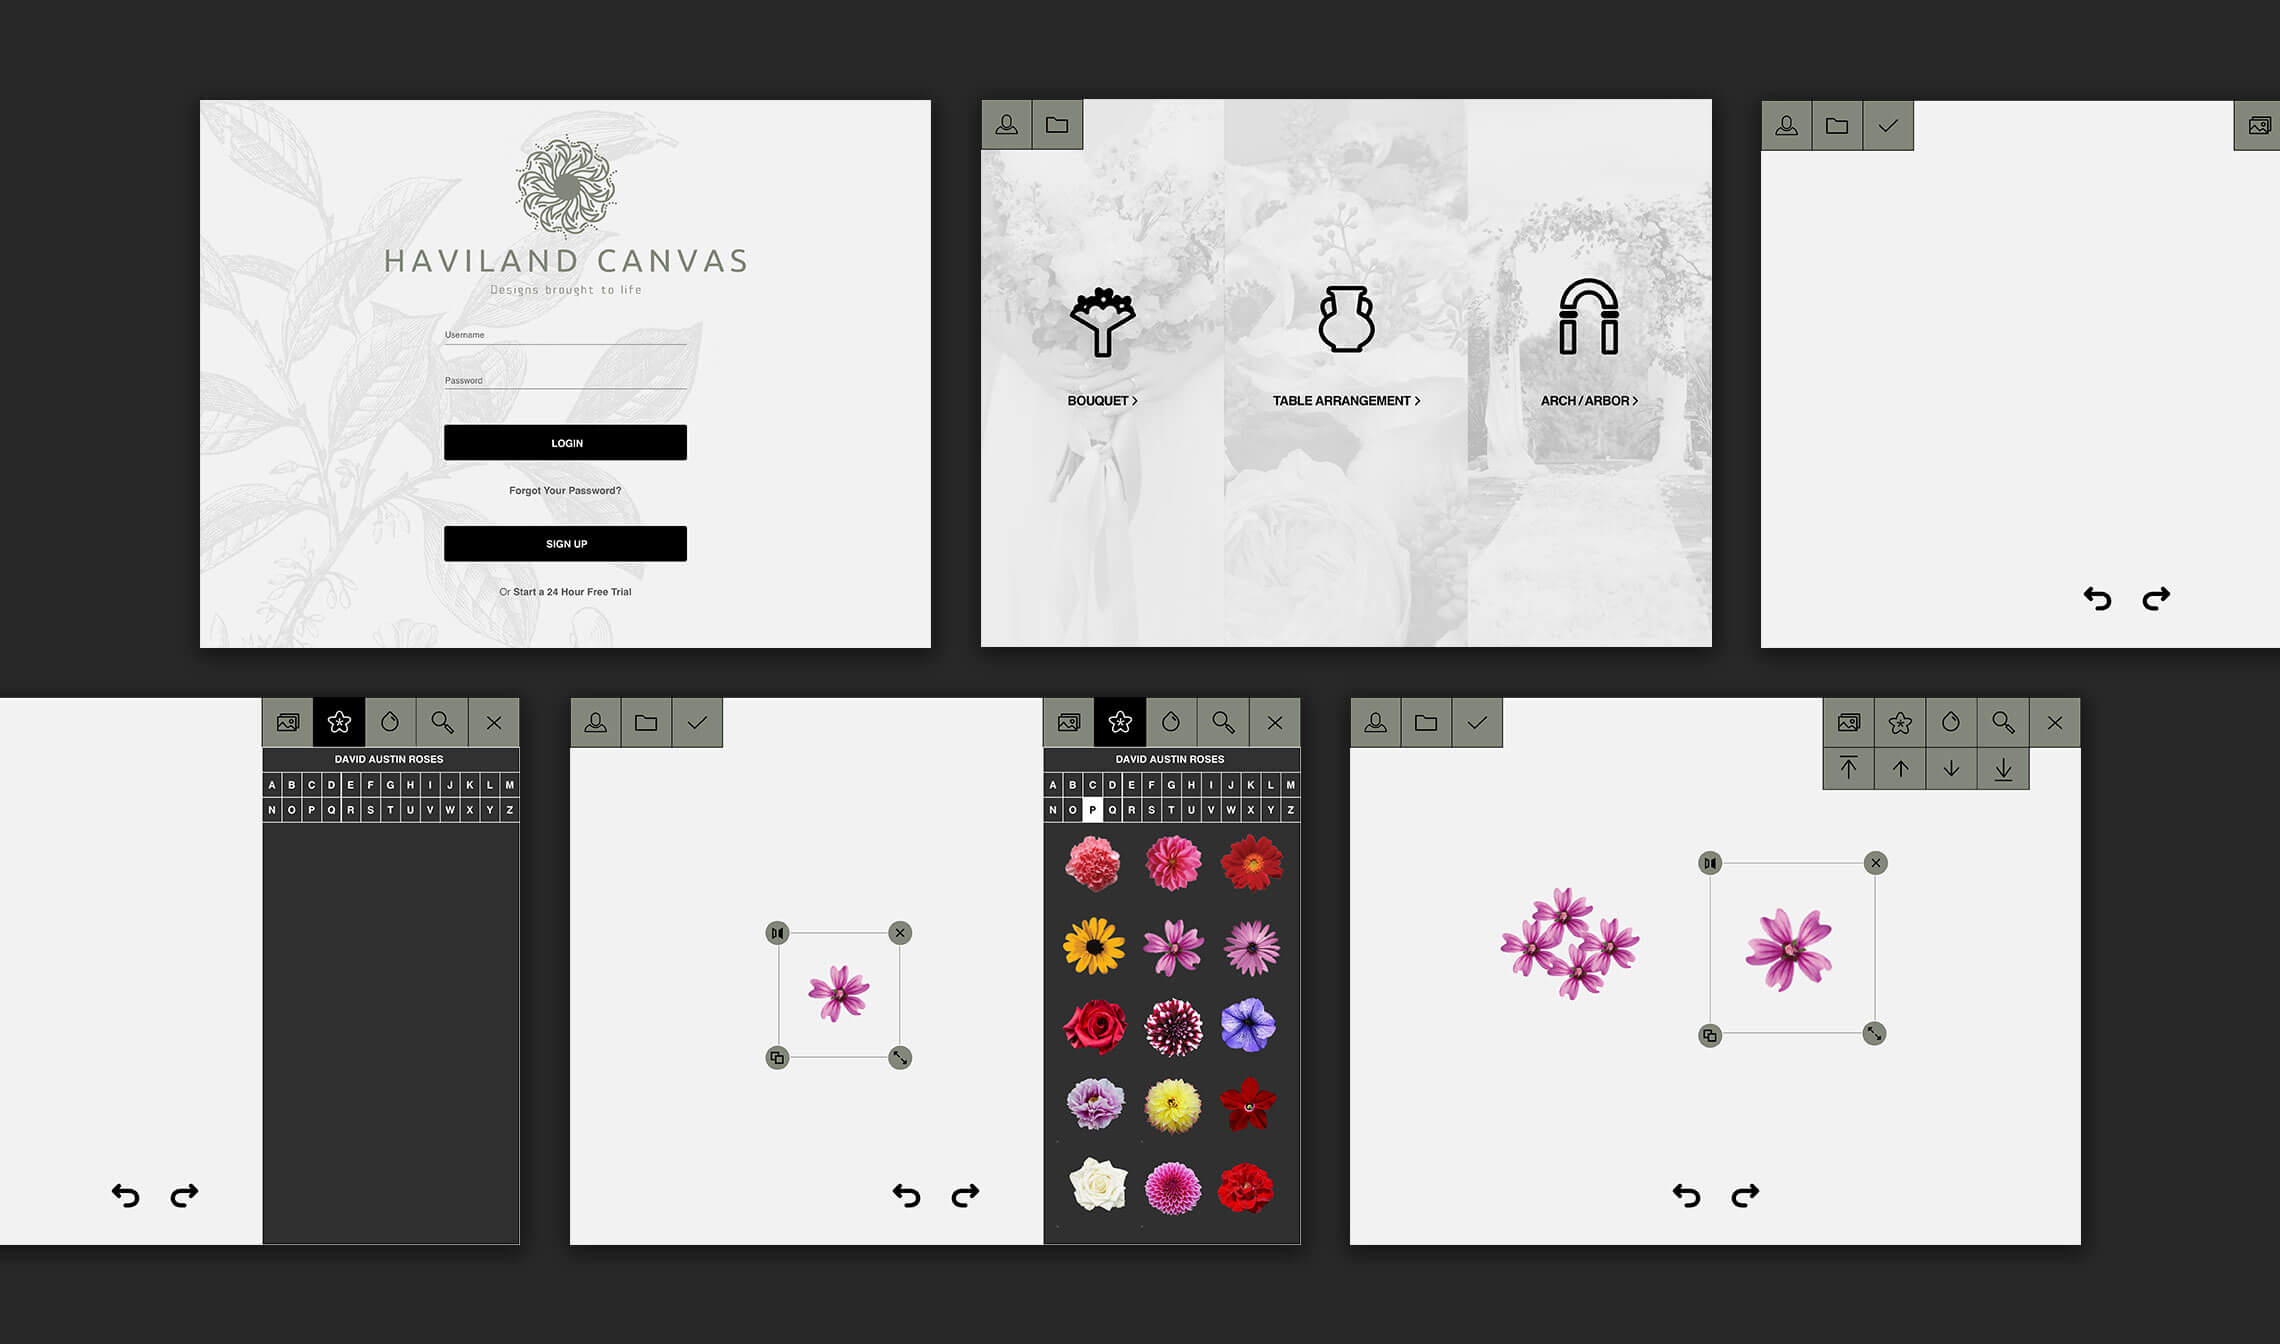 HAVILAND CANVAS
Designs brought to life
Username
Password
LOGIN
Forgot Your Password?
SIGN UP
Or Start a 24 Hour Free Trial
BOUQUET >
TABLE ARRANGEMENT >
ARCH / ARBOR >
DAVID AUSTIN ROSES
A B C D E F G H I J K L M
N O P Q R S T U V W X Y Z
DAVID AUSTIN ROSES
A B C D E F G H I J K L M
N O P Q R S T U V W X Y Z